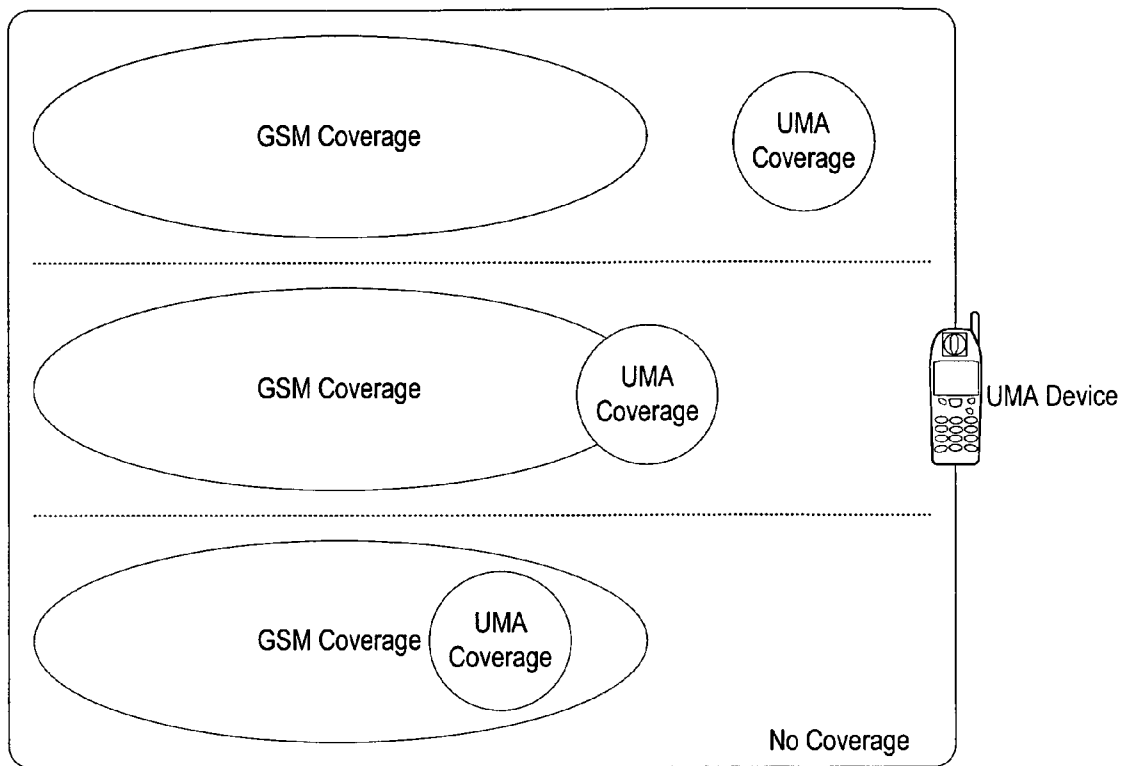 GSM Coverage
UMA
Coverage
GSM Coverage
UMA
Coverage
UMA Device
GSM Coverage
UMA
Coverage
No Coverage